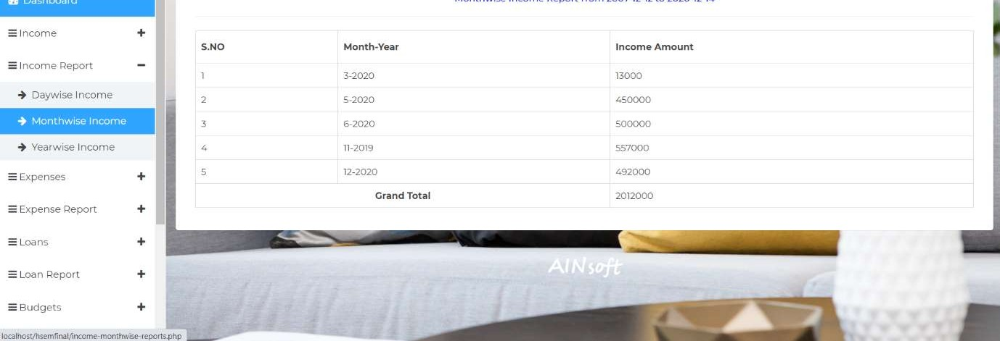 Dashboard
Monthwise Income Report from 2007-12-12 to 2020-12-14
Income +
Income Report −
Daywise Income
Monthwise Income
Yearwise Income
Expenses +
Expense Report +
Loans +
Loan Report +
Budgets +
S.NO Month-Year Income Amount
1 3-2020 13000
2 5-2020 450000
3 6-2020 500000
4 11-2019 557000
5 12-2020 492000
Grand Total 2012000
AINsoft
localhost/hsemfinal/income-monthwise-reports.php